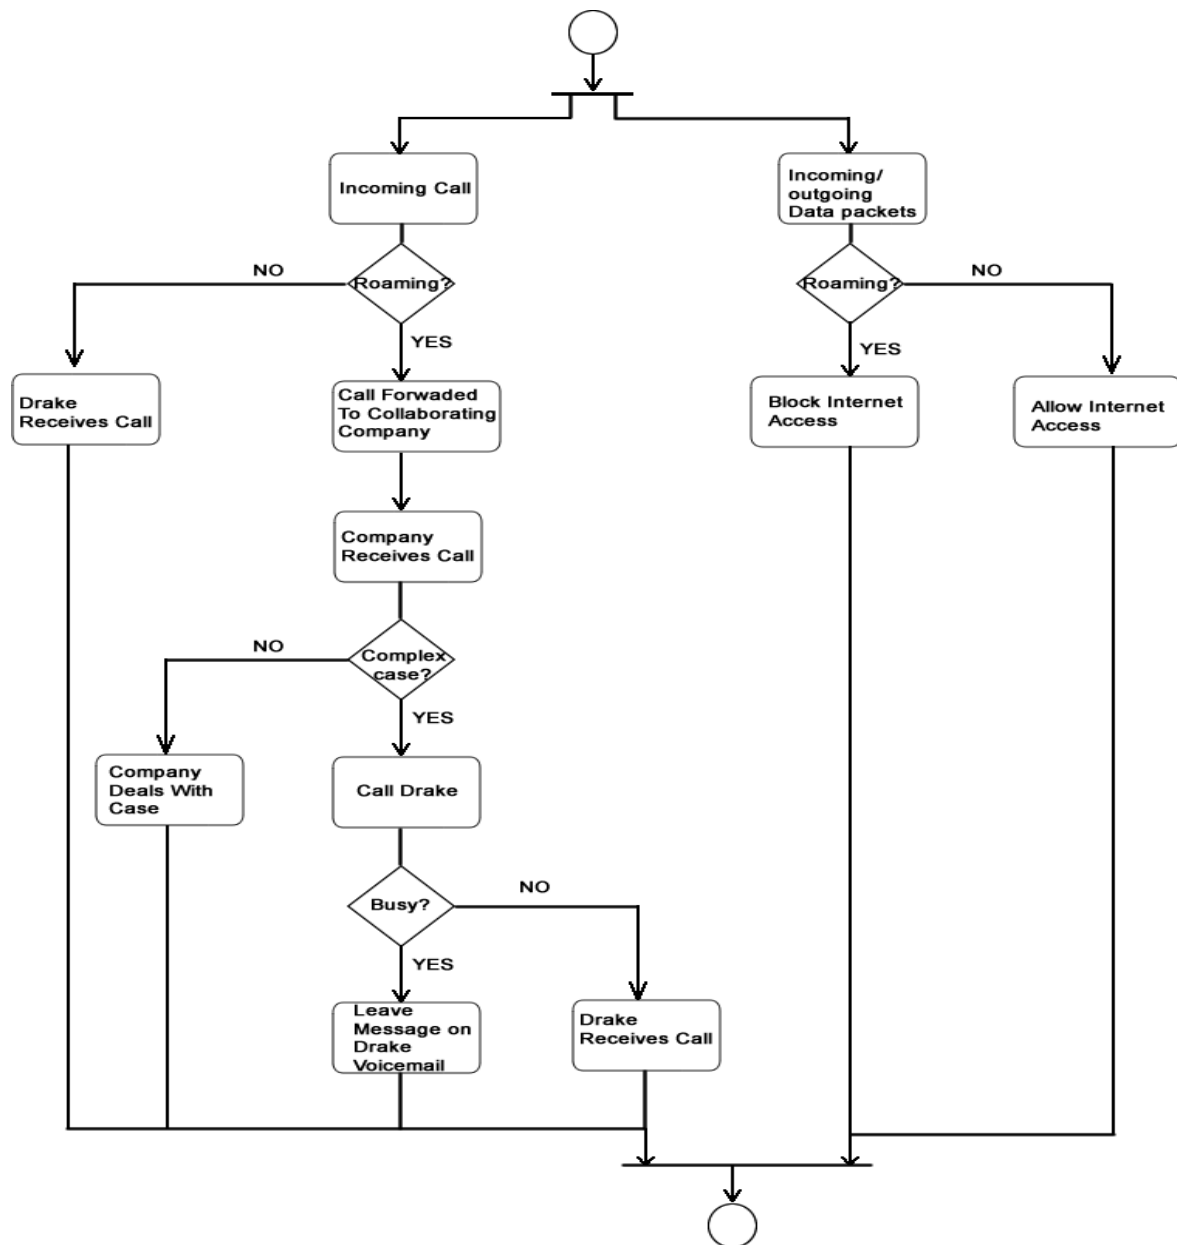 Incoming Call
Incoming/
outgoing
Data packets
NO
Roaming?
YES
Roaming?
NO
YES
Drake
Receives Call
Call Forwaded
To Collaborating
Company
Block Internet
Access
Allow Internet
Access
Company
Receives Call
NO
Complex
case?
YES
Company
Deals With
Case
Call Drake
Busy?
NO
YES
Leave
Message on
Drake
Voicemail
Drake
Receives Call